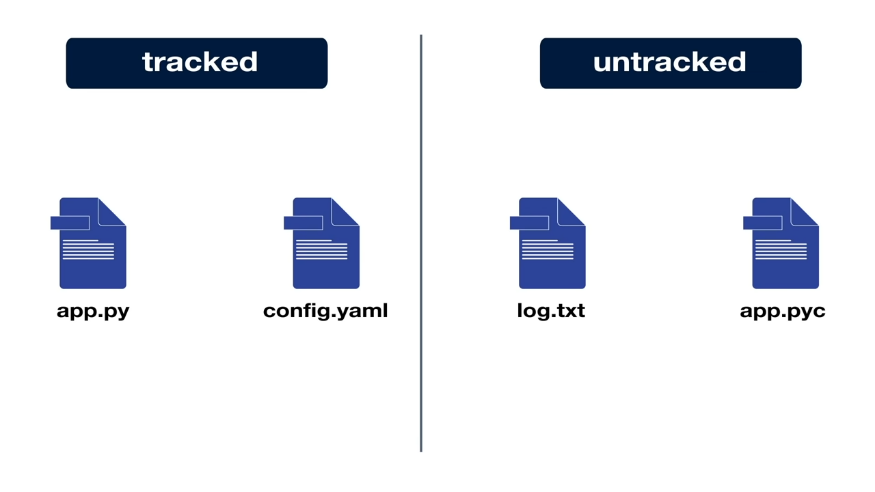 tracked
untracked
app.py
config.yaml
log.txt
app.pyc